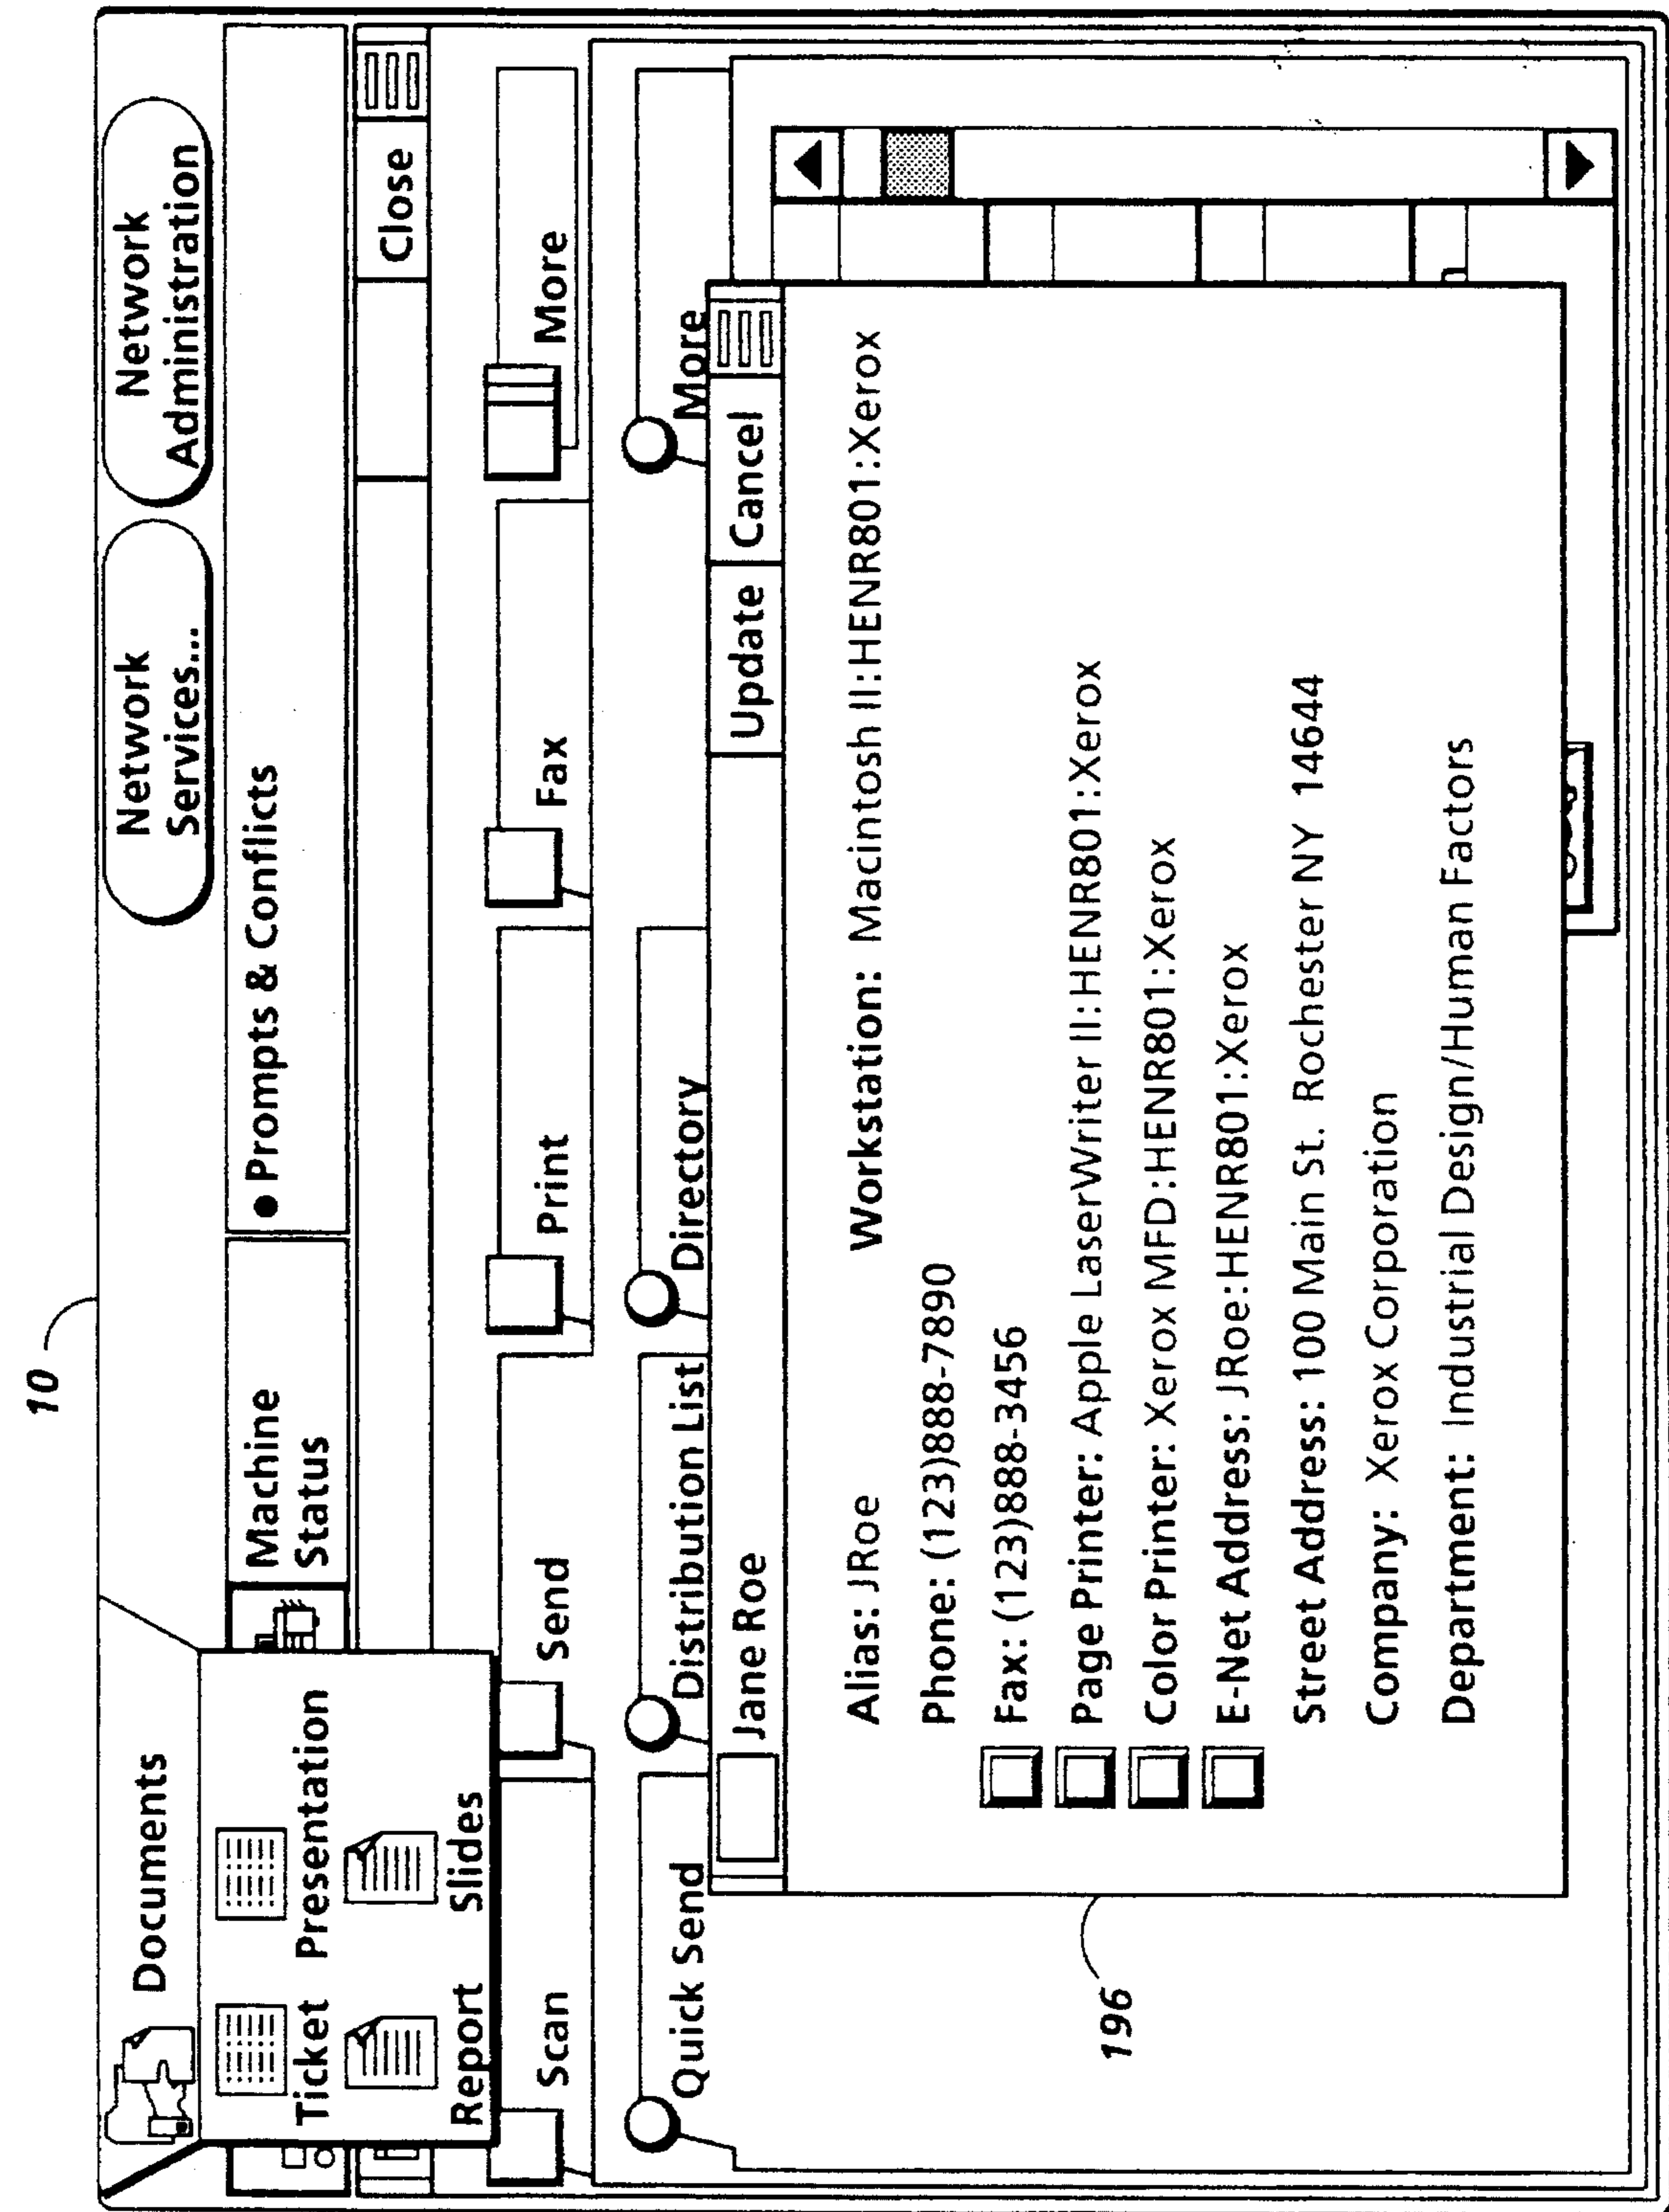 10
Documents
Network
Services...
Network
Administration
Ticket Presentation
Report Slides
Machine
Status
● Prompts & Conflicts
Close
Scan
Send
Print
Fax
More
Quick Send
Distribution List
Directory
More
Jane Roe
Update
Cancel
Alias: JRoe
Workstation: Macintosh II:HENR801:Xerox
Phone: (123)888-7890
Fax: (123)888-3456
Page Printer: Apple LaserWriter II:HENR801:Xerox
Color Printer: Xerox MFD:HENR801:Xerox
E-Net Address: JRoe:HENR801:Xerox
Street Address: 100 Main St. Rochester NY 14644
Company: Xerox Corporation
Department: Industrial Design/Human Factors
196